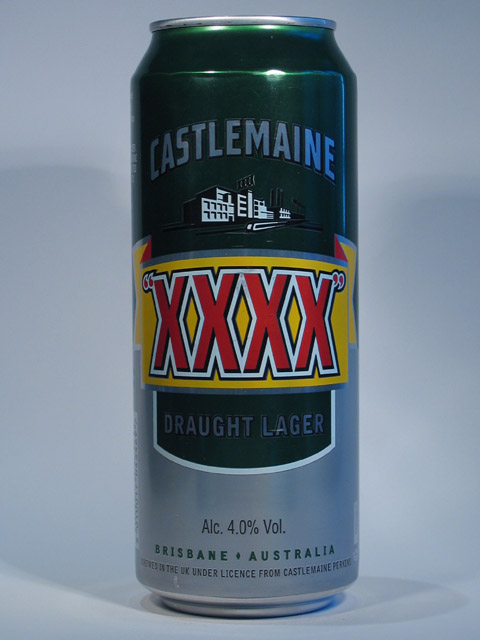 CASTLEMAINE
"XXXX"
DRAUGHT LAGER
Alc. 4.0% Vol.
BRISBANE ♦ AUSTRALIA
IN THE UK UNDER LICENCE FROM CASTLEMAINE